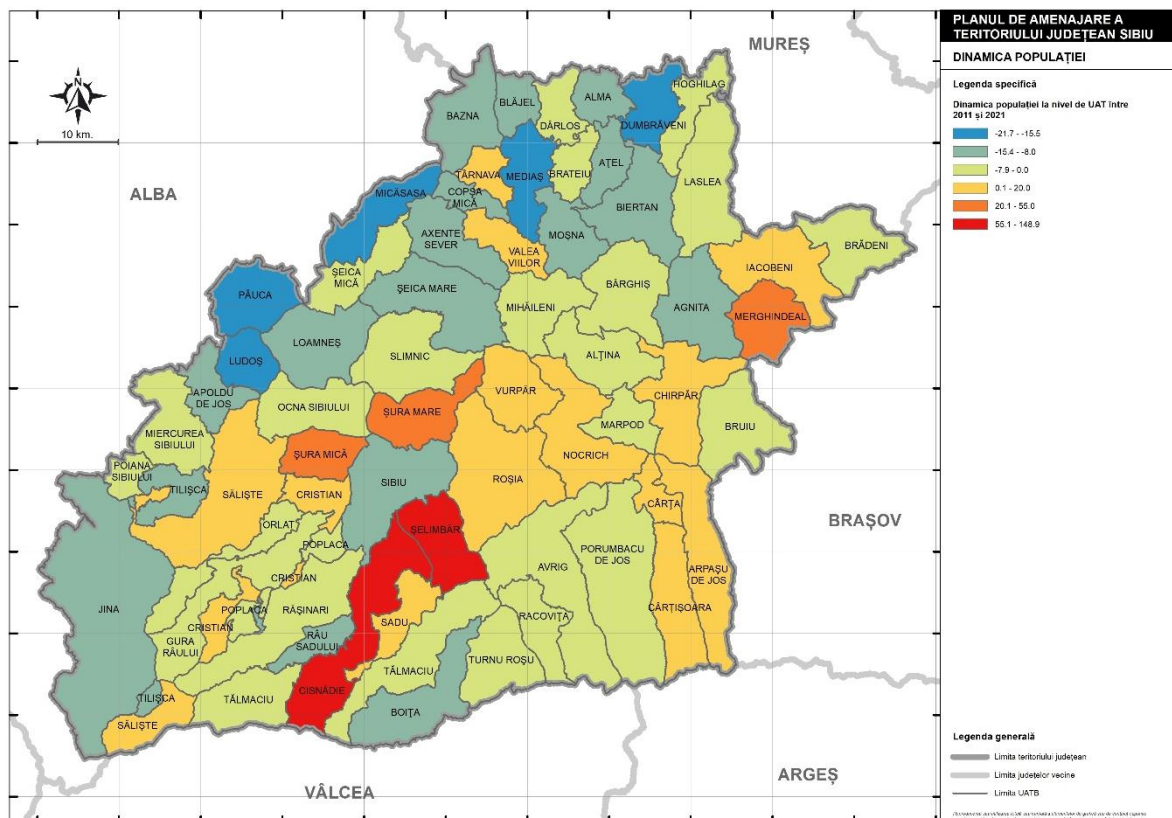 PLANUL DE AMENAJARE A
TERITORIULUI JUDEȚEAN SIBIU
DINAMICA POPULAȚIEI
Legenda specifică
Dinamica populației la nivel de UAT între
2011 și 2021
-21.7 - -15.5
-15.4 - -8.0
-7.9 - 0.0
0.1 - 20.0
20.1 - 55.0
55.1 - 148.9
N
10 km.
MUREȘ
ALBA
BRAȘOV
ARGEȘ
VÂLCEA
HOGHILAG
BLĂJEL
ALMA
BAZNA
DÂRLOS
DUMBRĂVENI
AȚEL
TÂRNAVA
MEDIAȘ
BRATEIU
LASLEA
MICĂSASA
COPȘA
MICĂ
BIERTAN
AXENTE
SEVER
MOȘNA
BRĂDENI
VALEA
VIILOR
IACOBENI
ȘEICA
MICĂ
ȘEICA MARE
BÂRGHIȘ
PĂUCA
MIHĂILENI
AGNITA
MERGHINDEAL
LOAMNEȘ
SLIMNIC
ALȚINA
LUDOȘ
APOLDU
DE JOS
VURPĂR
CHIRPĂR
OCNA SIBIULUI
ȘURA MARE
MARPOD
BRUIU
MIERCUREA
SIBIULUI
ȘURA MICĂ
NOCRICH
POIANA
SIBIULUI
TILIȘCA
SĂLIȘTE
CRISTIAN
SIBIU
ROȘIA
CÂRȚA
ORLAT
ȘELIMBĂR
POPLACA
PORUMBACU
DE JOS
AVRIG
ARPAȘU
DE JOS
CRISTIAN
JINA
POPLACA
RĂȘINARI
CÂRȚIȘOARA
RACOVIȚA
CRISTIAN
SADU
GURA
RÂULUI
RÂU
SADULUI
TĂLMACIU
TURNU ROȘU
CISNĂDIE
TILIȘCA
TĂLMACIU
BOIȚA
SĂLIȘTE
Legenda generală
Limita teritoriului județean
Limita județelor vecine
Limita UATB